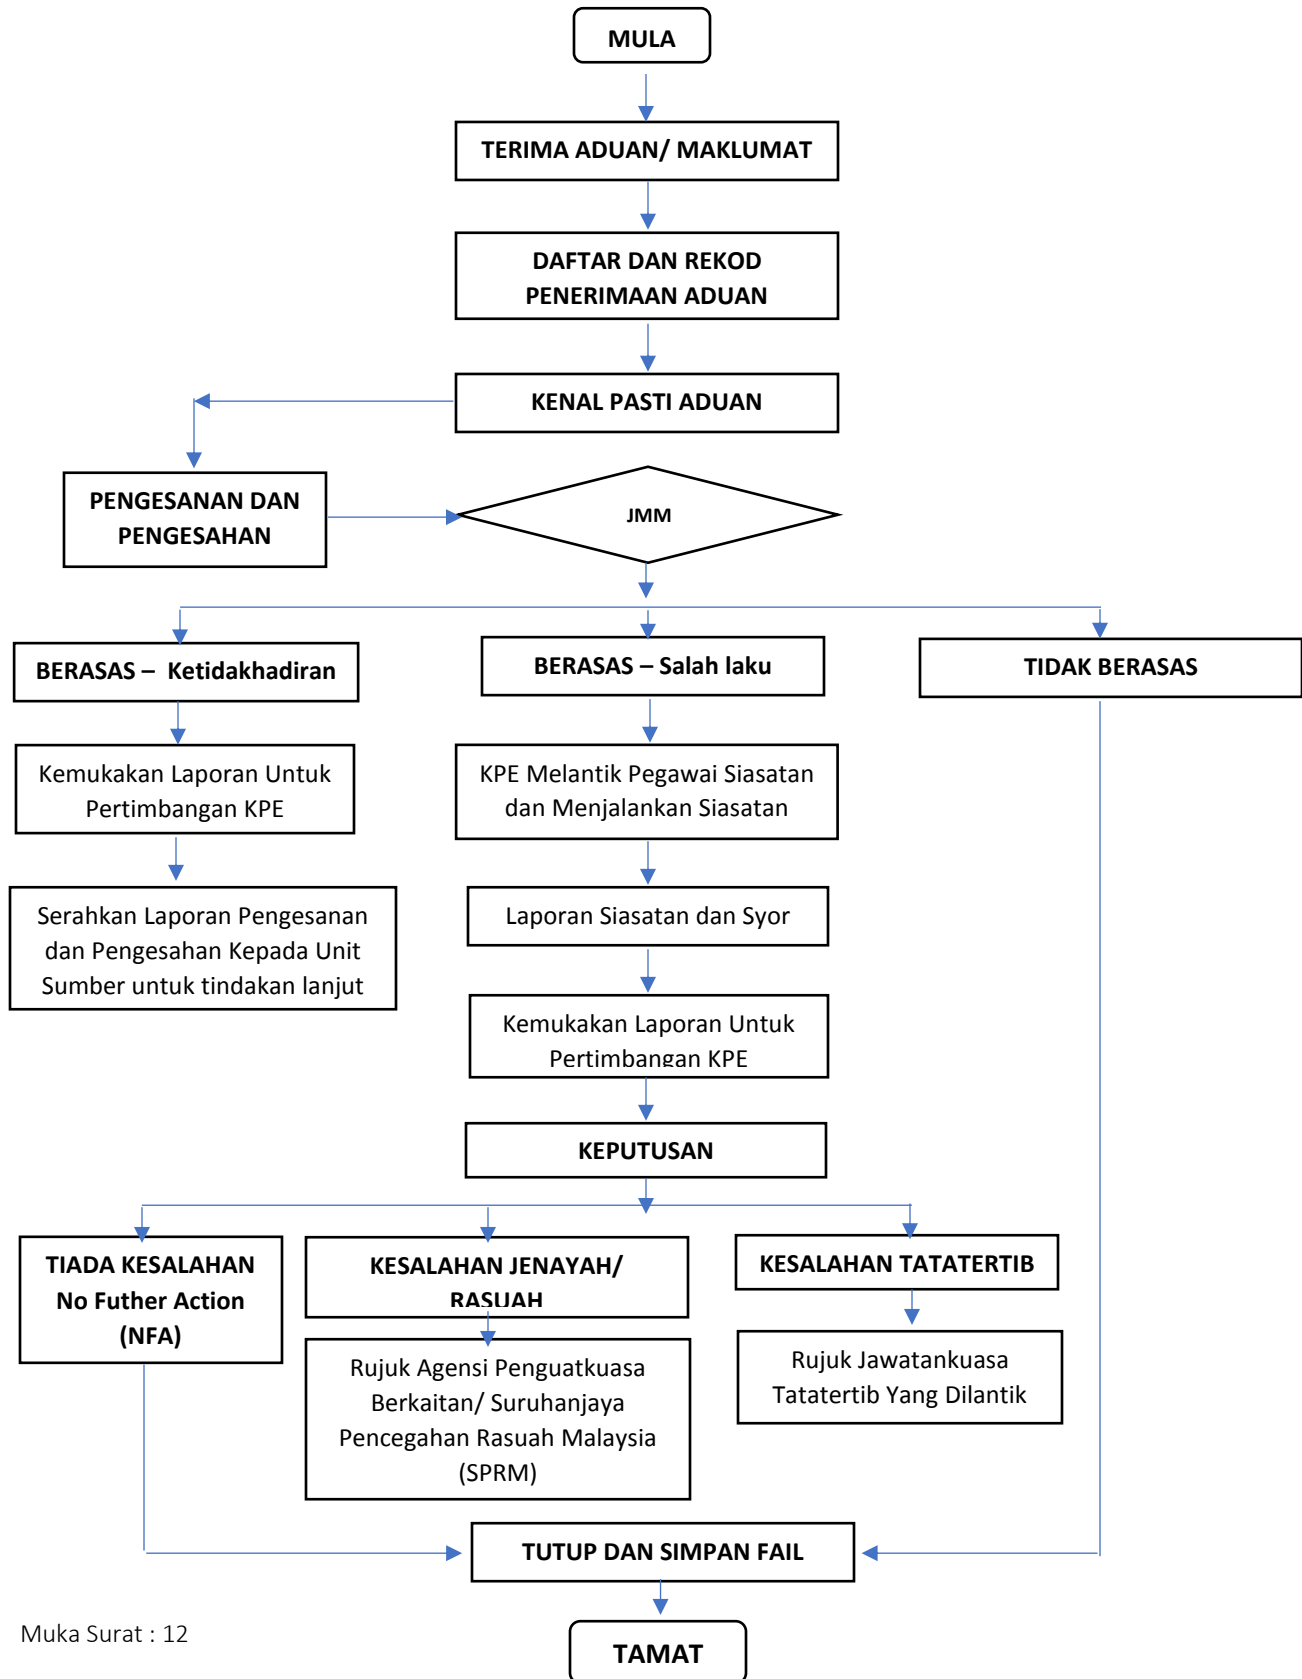 MULA
TERIMA ADUAN/ MAKLUMAT
DAFTAR DAN REKOD
PENERIMAAN ADUAN
KENAL PASTI ADUAN
PENGESANAN DAN
PENGESAHAN
JMM
BERASAS –  Ketidakhadiran
BERASAS – Salah laku
TIDAK BERASAS
Kemukakan Laporan Untuk
Pertimbangan KPE
KPE Melantik Pegawai Siasatan
dan Menjalankan Siasatan
Serahkan Laporan Pengesanan
dan Pengesahan Kepada Unit
Sumber untuk tindakan lanjut
Laporan Siasatan dan Syor
Kemukakan Laporan Untuk
Pertimbangan KPE
KEPUTUSAN
TIADA KESALAHAN
No Futher Action
(NFA)
KESALAHAN JENAYAH/
RASUAH
KESALAHAN TATATERTIB
Rujuk Agensi Penguatkuasa
Berkaitan/ Suruhanjaya
Pencegahan Rasuah Malaysia
(SPRM)
Rujuk Jawatankuasa
Tatatertib Yang Dilantik
TUTUP DAN SIMPAN FAIL
Muka Surat : 12
TAMAT